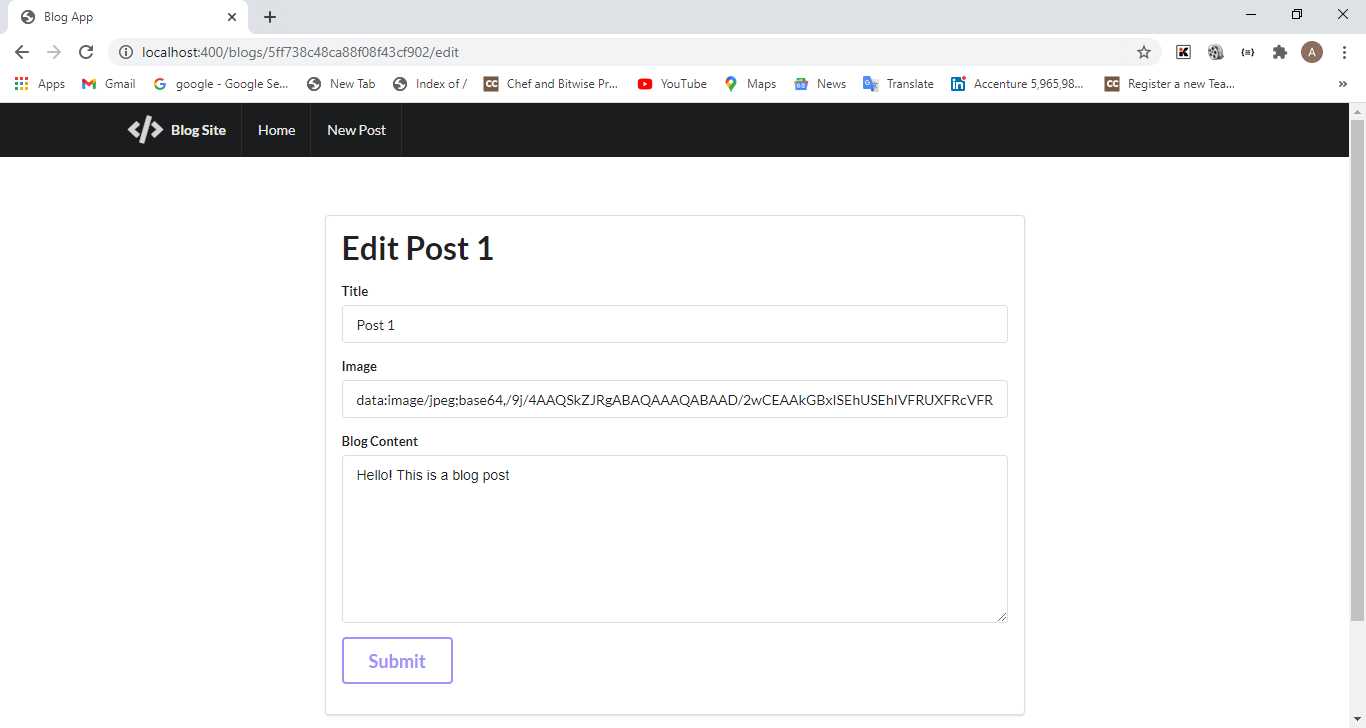 Blog App
localhost:400/blogs/5ff738c48ca88f08f43cf902/edit
A
Apps Gmail google - Google Se... New Tab Index of / CC Chef and Bitwise Pr... YouTube Maps News Translate Accenture 5,965,98... CC Register a new Tea...
</> Blog Site Home New Post
Edit Post 1
Title
Post 1
Image
data:image/jpeg;base64,/9j/4AAQSkZJRgABAQAAAQABAAD/2wCEAAkGBxISEhUSEhIVFRUXFRcVFR
Blog Content
Hello! This is a blog post
Submit